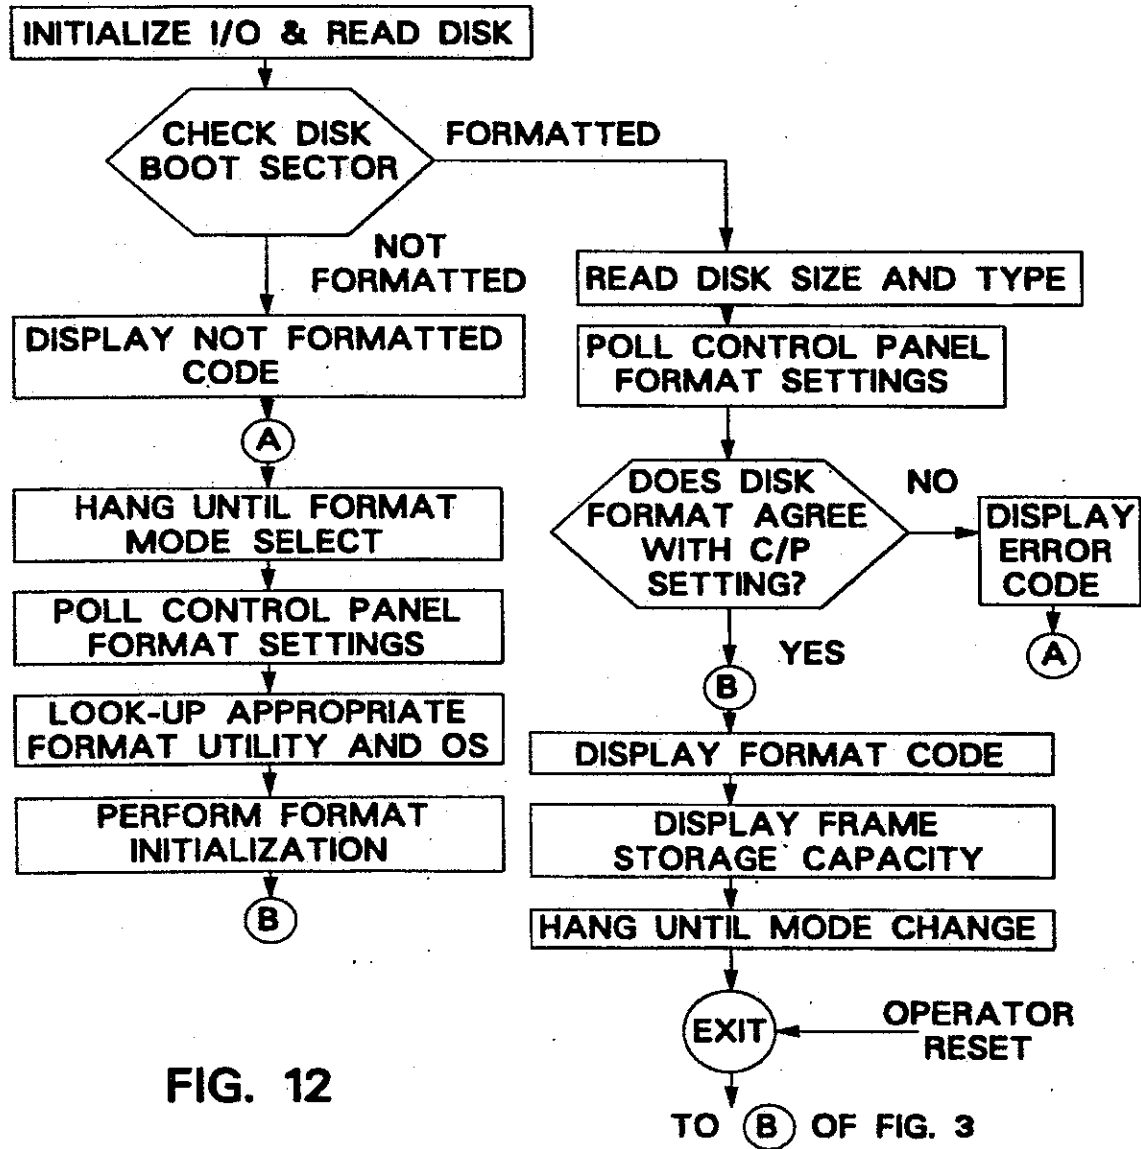 INITIALIZE I/O & READ DISK
CHECK DISK
BOOT SECTOR
FORMATTED
NOT
FORMATTED
DISPLAY NOT FORMATTED
CODE
A
HANG UNTIL FORMAT
MODE SELECT
POLL CONTROL PANEL
FORMAT SETTINGS
LOOK-UP APPROPRIATE
FORMAT UTILITY AND OS
PERFORM FORMAT
INITIALIZATION
B
READ DISK SIZE AND TYPE
POLL CONTROL PANEL
FORMAT SETTINGS
DOES DISK
FORMAT AGREE
WITH C/P
SETTING?
NO
DISPLAY
ERROR
CODE
A
YES
B
DISPLAY FORMAT CODE
DISPLAY FRAME
STORAGE CAPACITY
HANG UNTIL MODE CHANGE
EXIT
OPERATOR
RESET
TO B OF FIG. 3
FIG. 12